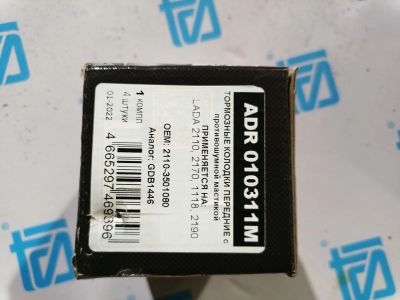 ADR 010311M
ТОРМОЗНЫЕ КОЛОДКИ ПЕРЕДНИЕ с
противошумной мастикой
ПРИМЕНЯЕТСЯ НА:
LADA 2110, 2170, 1118, 2190
OEM: 2110-3501080
Аналог: GDB1446
1 компл
4 штуки
01-2022
4 665297 469396